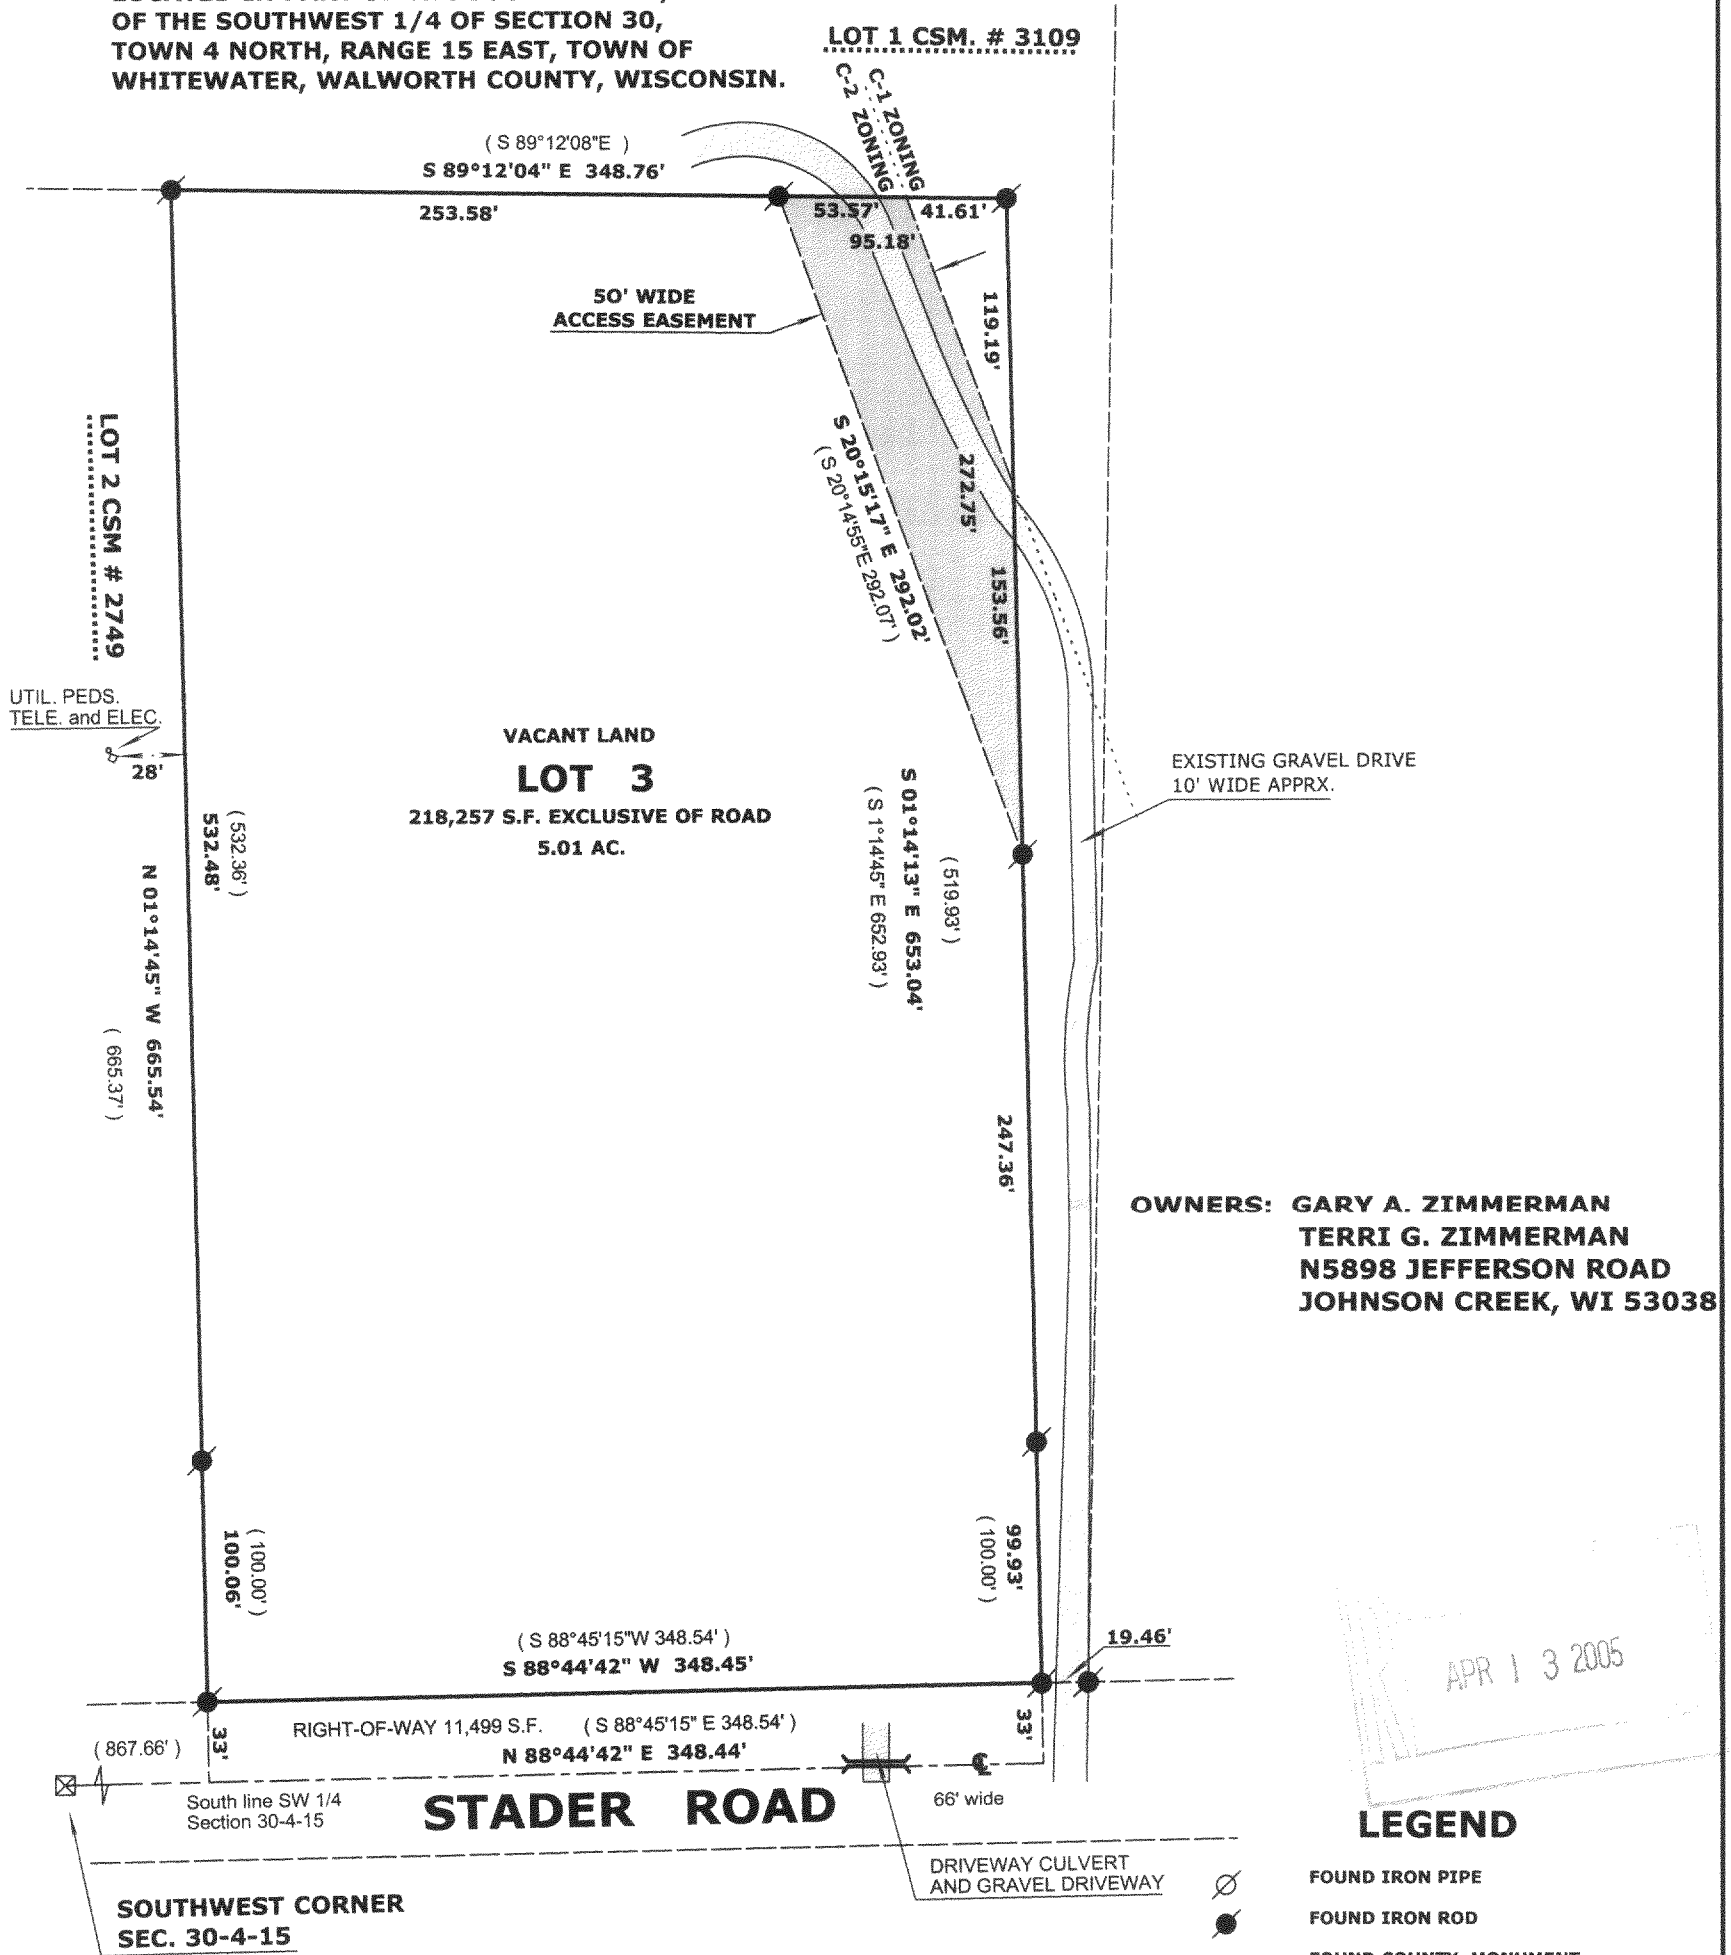 OF THE SOUTHWEST 1/4 OF SECTION 30,
TOWN 4 NORTH, RANGE 15 EAST, TOWN OF
WHITEWATER, WALWORTH COUNTY, WISCONSIN.
LOT 1 CSM. # 3109
C-1 ZONING
C-2 ZONING
( S 89°12'08"E )
S 89°12'04" E 348.76'
253.58'
53.57'
41.61'
95.18'
50' WIDE
ACCESS EASEMENT
119.19'
LOT 2 CSM # 2749
S 20°15'17" E 292.02'
( S 20°14'55"E 292.07' )
272.75'
153.56'
UTIL. PEDS.
TELE. and ELEC.
28'
VACANT LAND
LOT 3
218,257 S.F. EXCLUSIVE OF ROAD
5.01 AC.
EXISTING GRAVEL DRIVE
10' WIDE APPRX.
( 532.36' )
532.48'
N 01°14'45" W 665.54'
( 665.37' )
( 519.93' )
S 01°14'13" E 653.04'
( S 1°14'45" E 652.93' )
247.36'
OWNERS: GARY A. ZIMMERMAN
TERRI G. ZIMMERMAN
N5898 JEFFERSON ROAD
JOHNSON CREEK, WI 53038
( 100.00' )
100.06'
99.93'
( 100.00' )
( S 88°45'15"W 348.54' )
S 88°44'42" W 348.45'
19.46'
APR 13 2005
RIGHT-OF-WAY 11,499 S.F. ( S 88°45'15" E 348.54' )
N 88°44'42" E 348.44'
33'
33'
( 867.66' )
South line SW 1/4
Section 30-4-15
STADER ROAD
66' wide
LEGEND
DRIVEWAY CULVERT
AND GRAVEL DRIVEWAY
FOUND IRON PIPE
FOUND IRON ROD
SOUTHWEST CORNER
SEC. 30-4-15
FOUND COUNTY MONUMENT